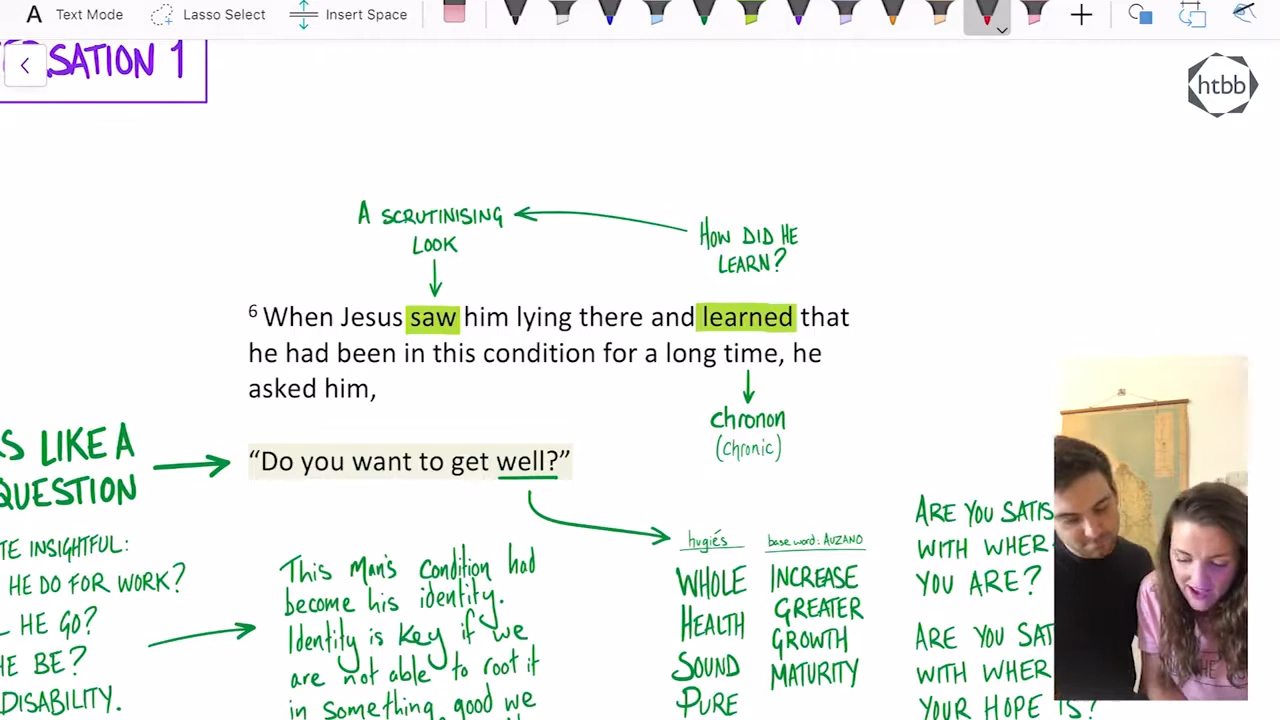 A Text Mode Lasso Select Insert Space
SATION 1
htbb
A SCRUTINISING
LOOK
HOW DID HE
LEARN?
6 When Jesus saw him lying there and learned that
he had been in this condition for a long time, he
asked him,
chronon
(chronic)
S LIKE A
QUESTION
"Do you want to get well?"
TE INSIGHTFUL:
HE DO FOR WORK?
HE GO?
HE BE?
DISABILITY.
This Man's Condition had
become his identity.
Identity is key if we
are not able to root it
in something good we
hugiés
WHOLE
HEALTH
SOUND
PURE
base word: AUZANO
INCREASE
GREATER
GROWTH
MATURITY
ARE YOU SATIS
WITH WHER
YOU ARE?
ARE YOU SAT
WITH WHER
YOUR HOPE IS?